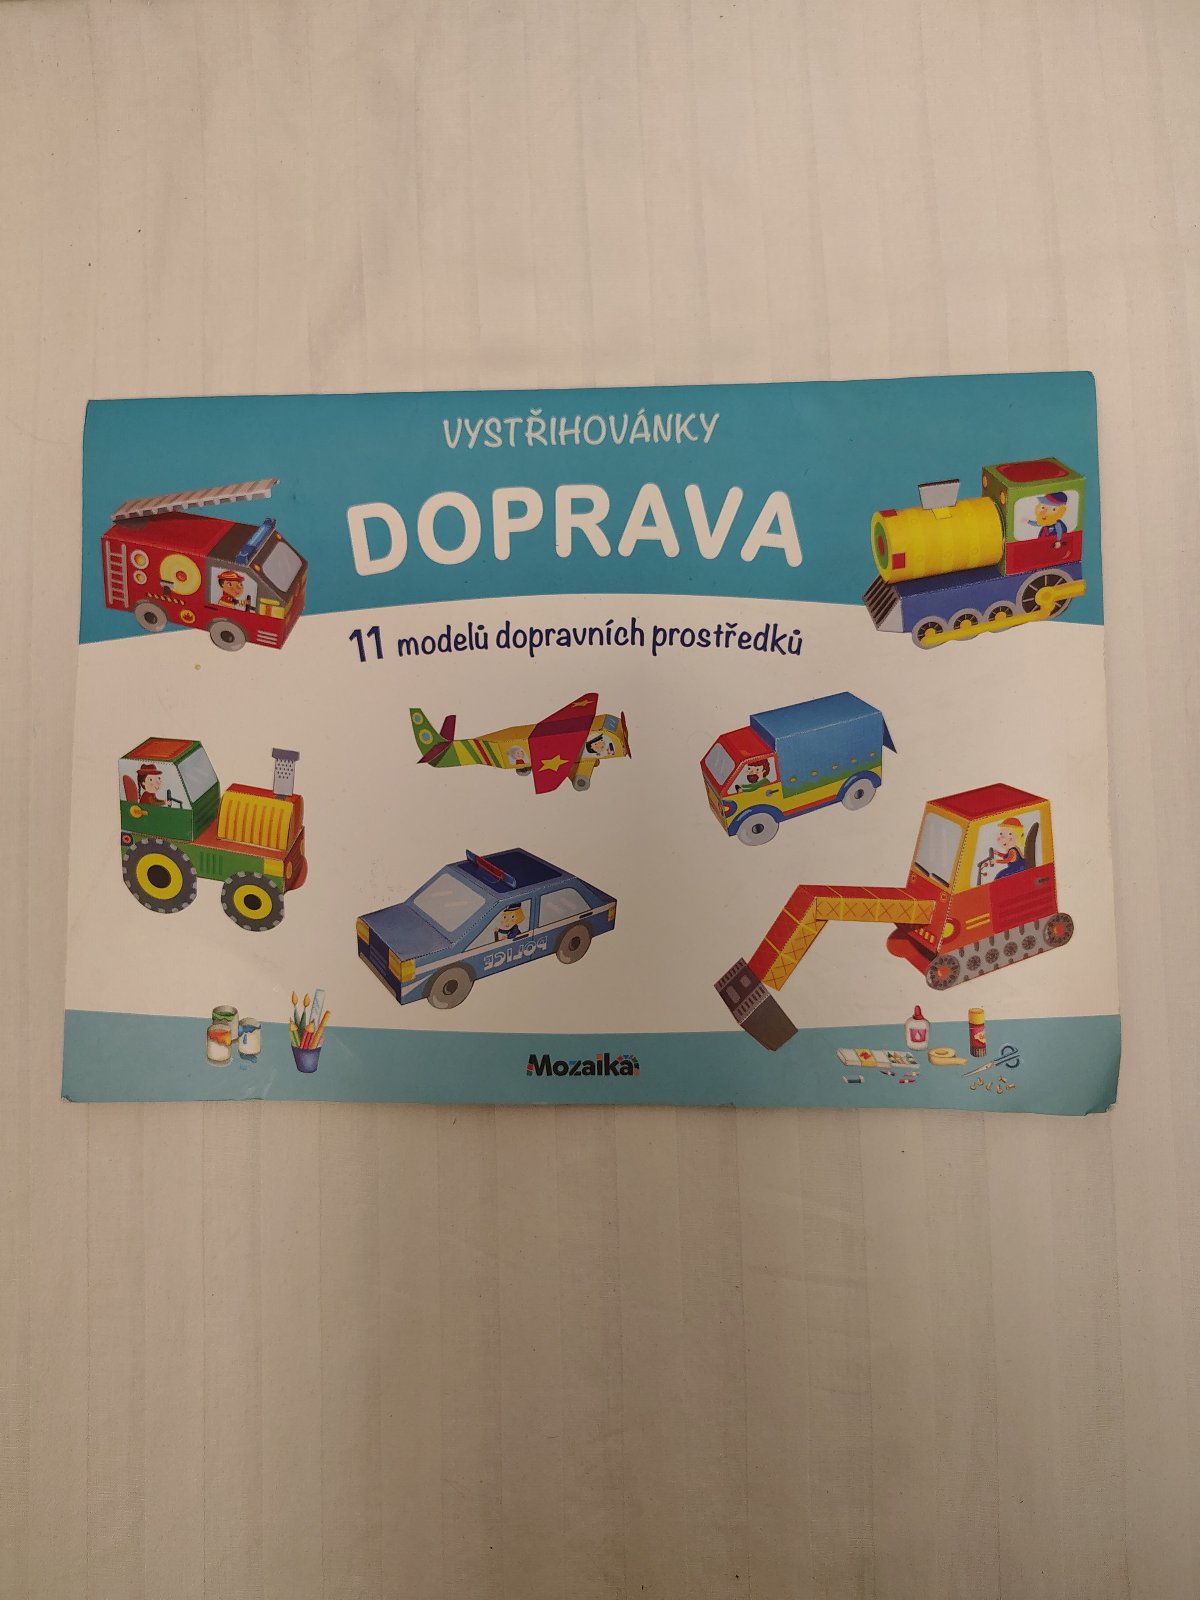 VYSTŘIHOVÁNKY
DOPRAVA
11 modelů dopravních prostředků
POLICE
Mozaika